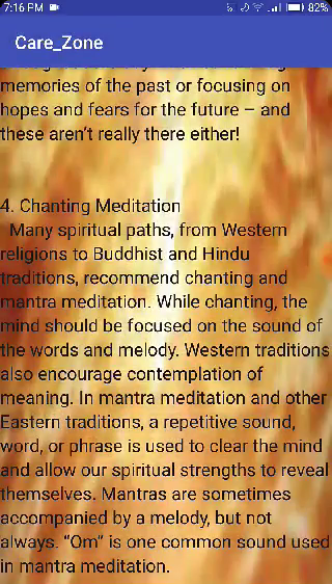 7:16 PM
82%
Care_Zone
memories of the past or focusing on
hopes and fears for the future – and
these aren't really there either!
4. Chanting Meditation
Many spiritual paths, from Western
religions to Buddhist and Hindu
traditions, recommend chanting and
mantra meditation. While chanting, the
mind should be focused on the sound of
the words and melody. Western traditions
also encourage contemplation of
meaning. In mantra meditation and other
Eastern traditions, a repetitive sound,
word, or phrase is used to clear the mind
and allow our spiritual strengths to reveal
themselves. Mantras are sometimes
accompanied by a melody, but not
always. “Om” is one common sound used
in mantra meditation.